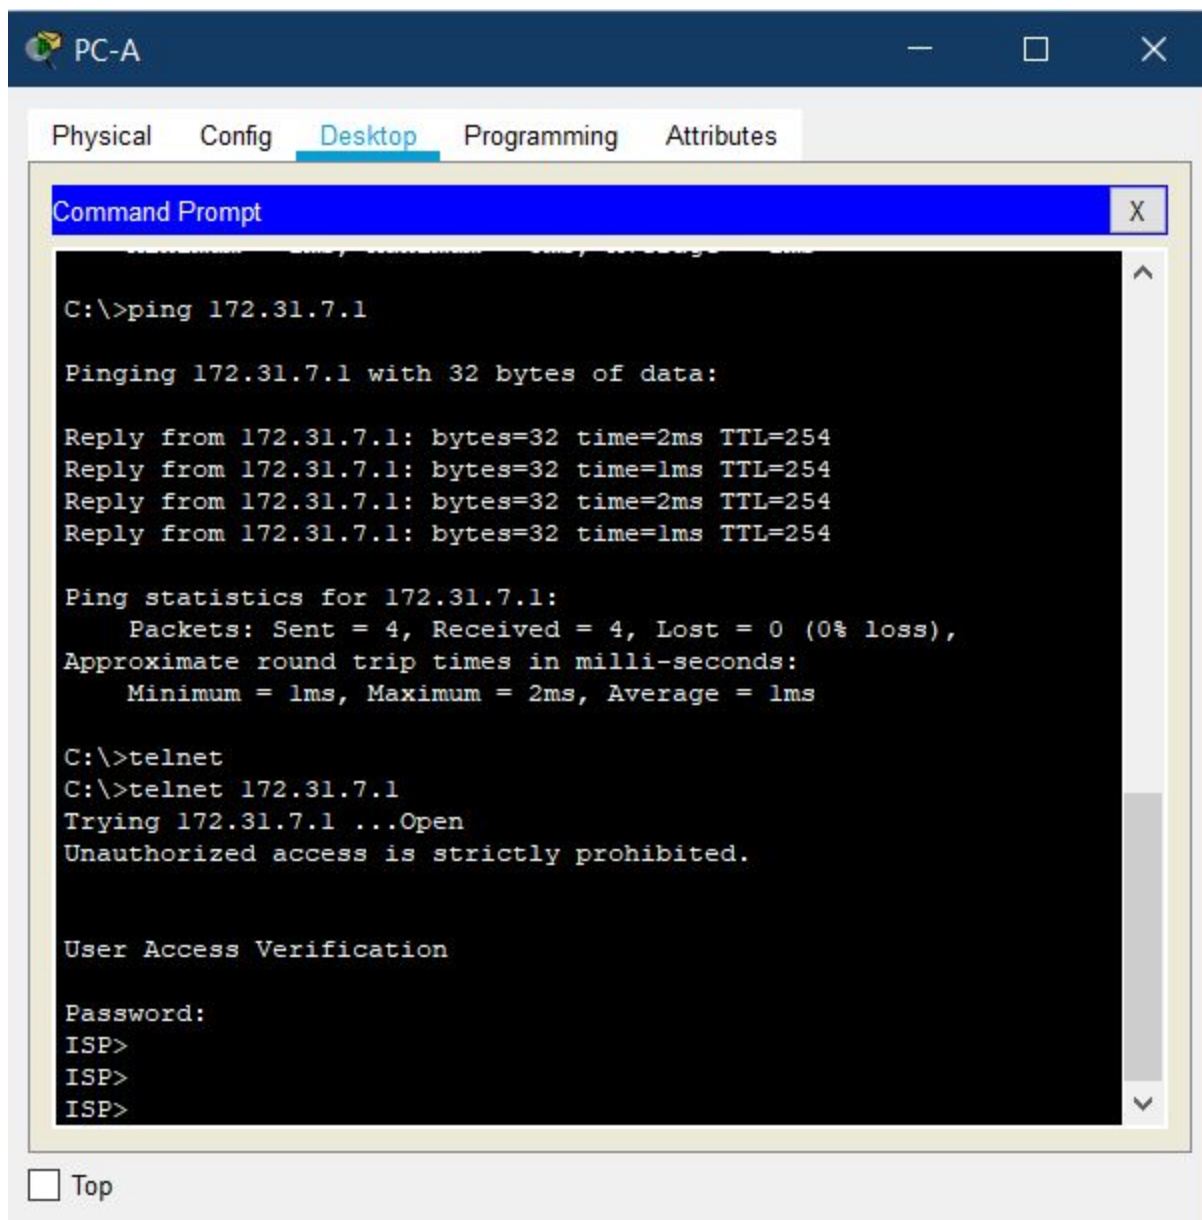 PC-A
Physical Config Desktop Programming Attributes
Command Prompt
X
C:\>ping 172.31.7.1
Pinging 172.31.7.1 with 32 bytes of data:
Reply from 172.31.7.1: bytes=32 time=2ms TTL=254
Reply from 172.31.7.1: bytes=32 time=1ms TTL=254
Reply from 172.31.7.1: bytes=32 time=2ms TTL=254
Reply from 172.31.7.1: bytes=32 time=1ms TTL=254
Ping statistics for 172.31.7.1:
Packets: Sent = 4, Received = 4, Lost = 0 (0% loss),
Approximate round trip times in milli-seconds:
Minimum = 1ms, Maximum = 2ms, Average = 1ms
C:\>telnet
C:\>telnet 172.31.7.1
Trying 172.31.7.1 ...Open
Unauthorized access is strictly prohibited.
User Access Verification
Password:
ISP>
ISP>
ISP>
Top